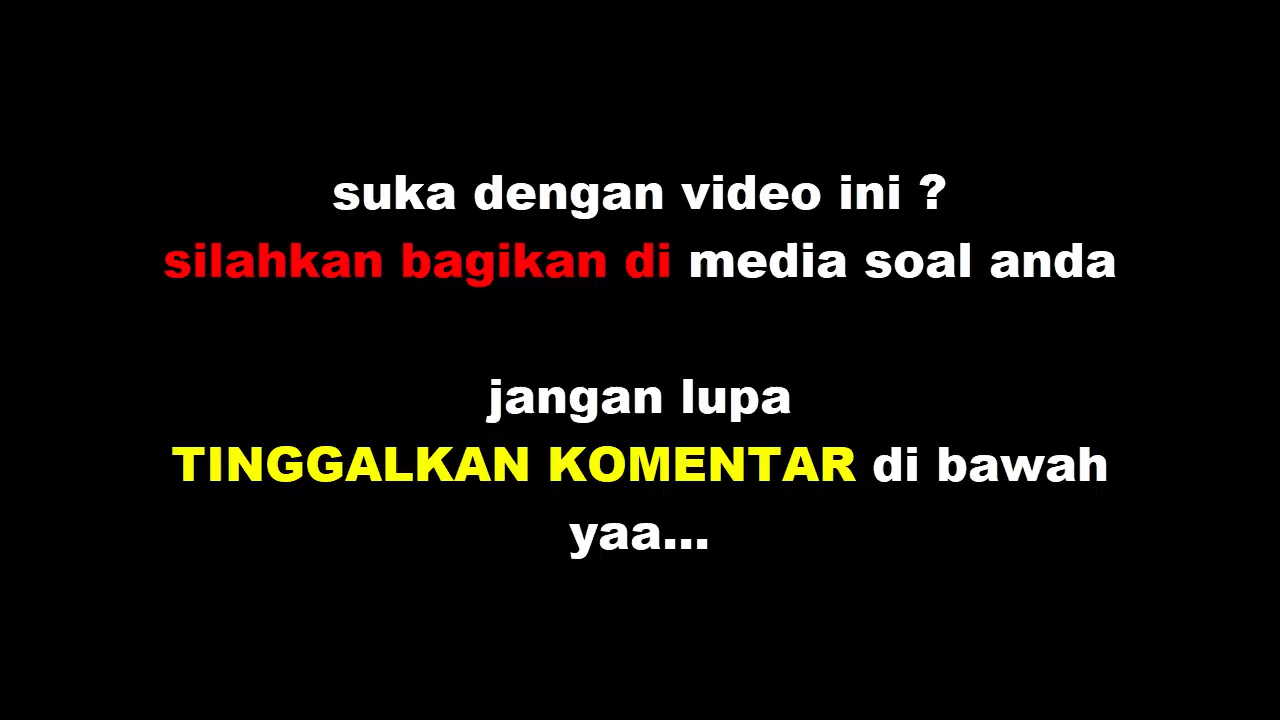 suka dengan video ini ?
silahkan bagikan di media soal anda
jangan lupa
TINGGALKAN KOMENTAR di bawah
yaa...